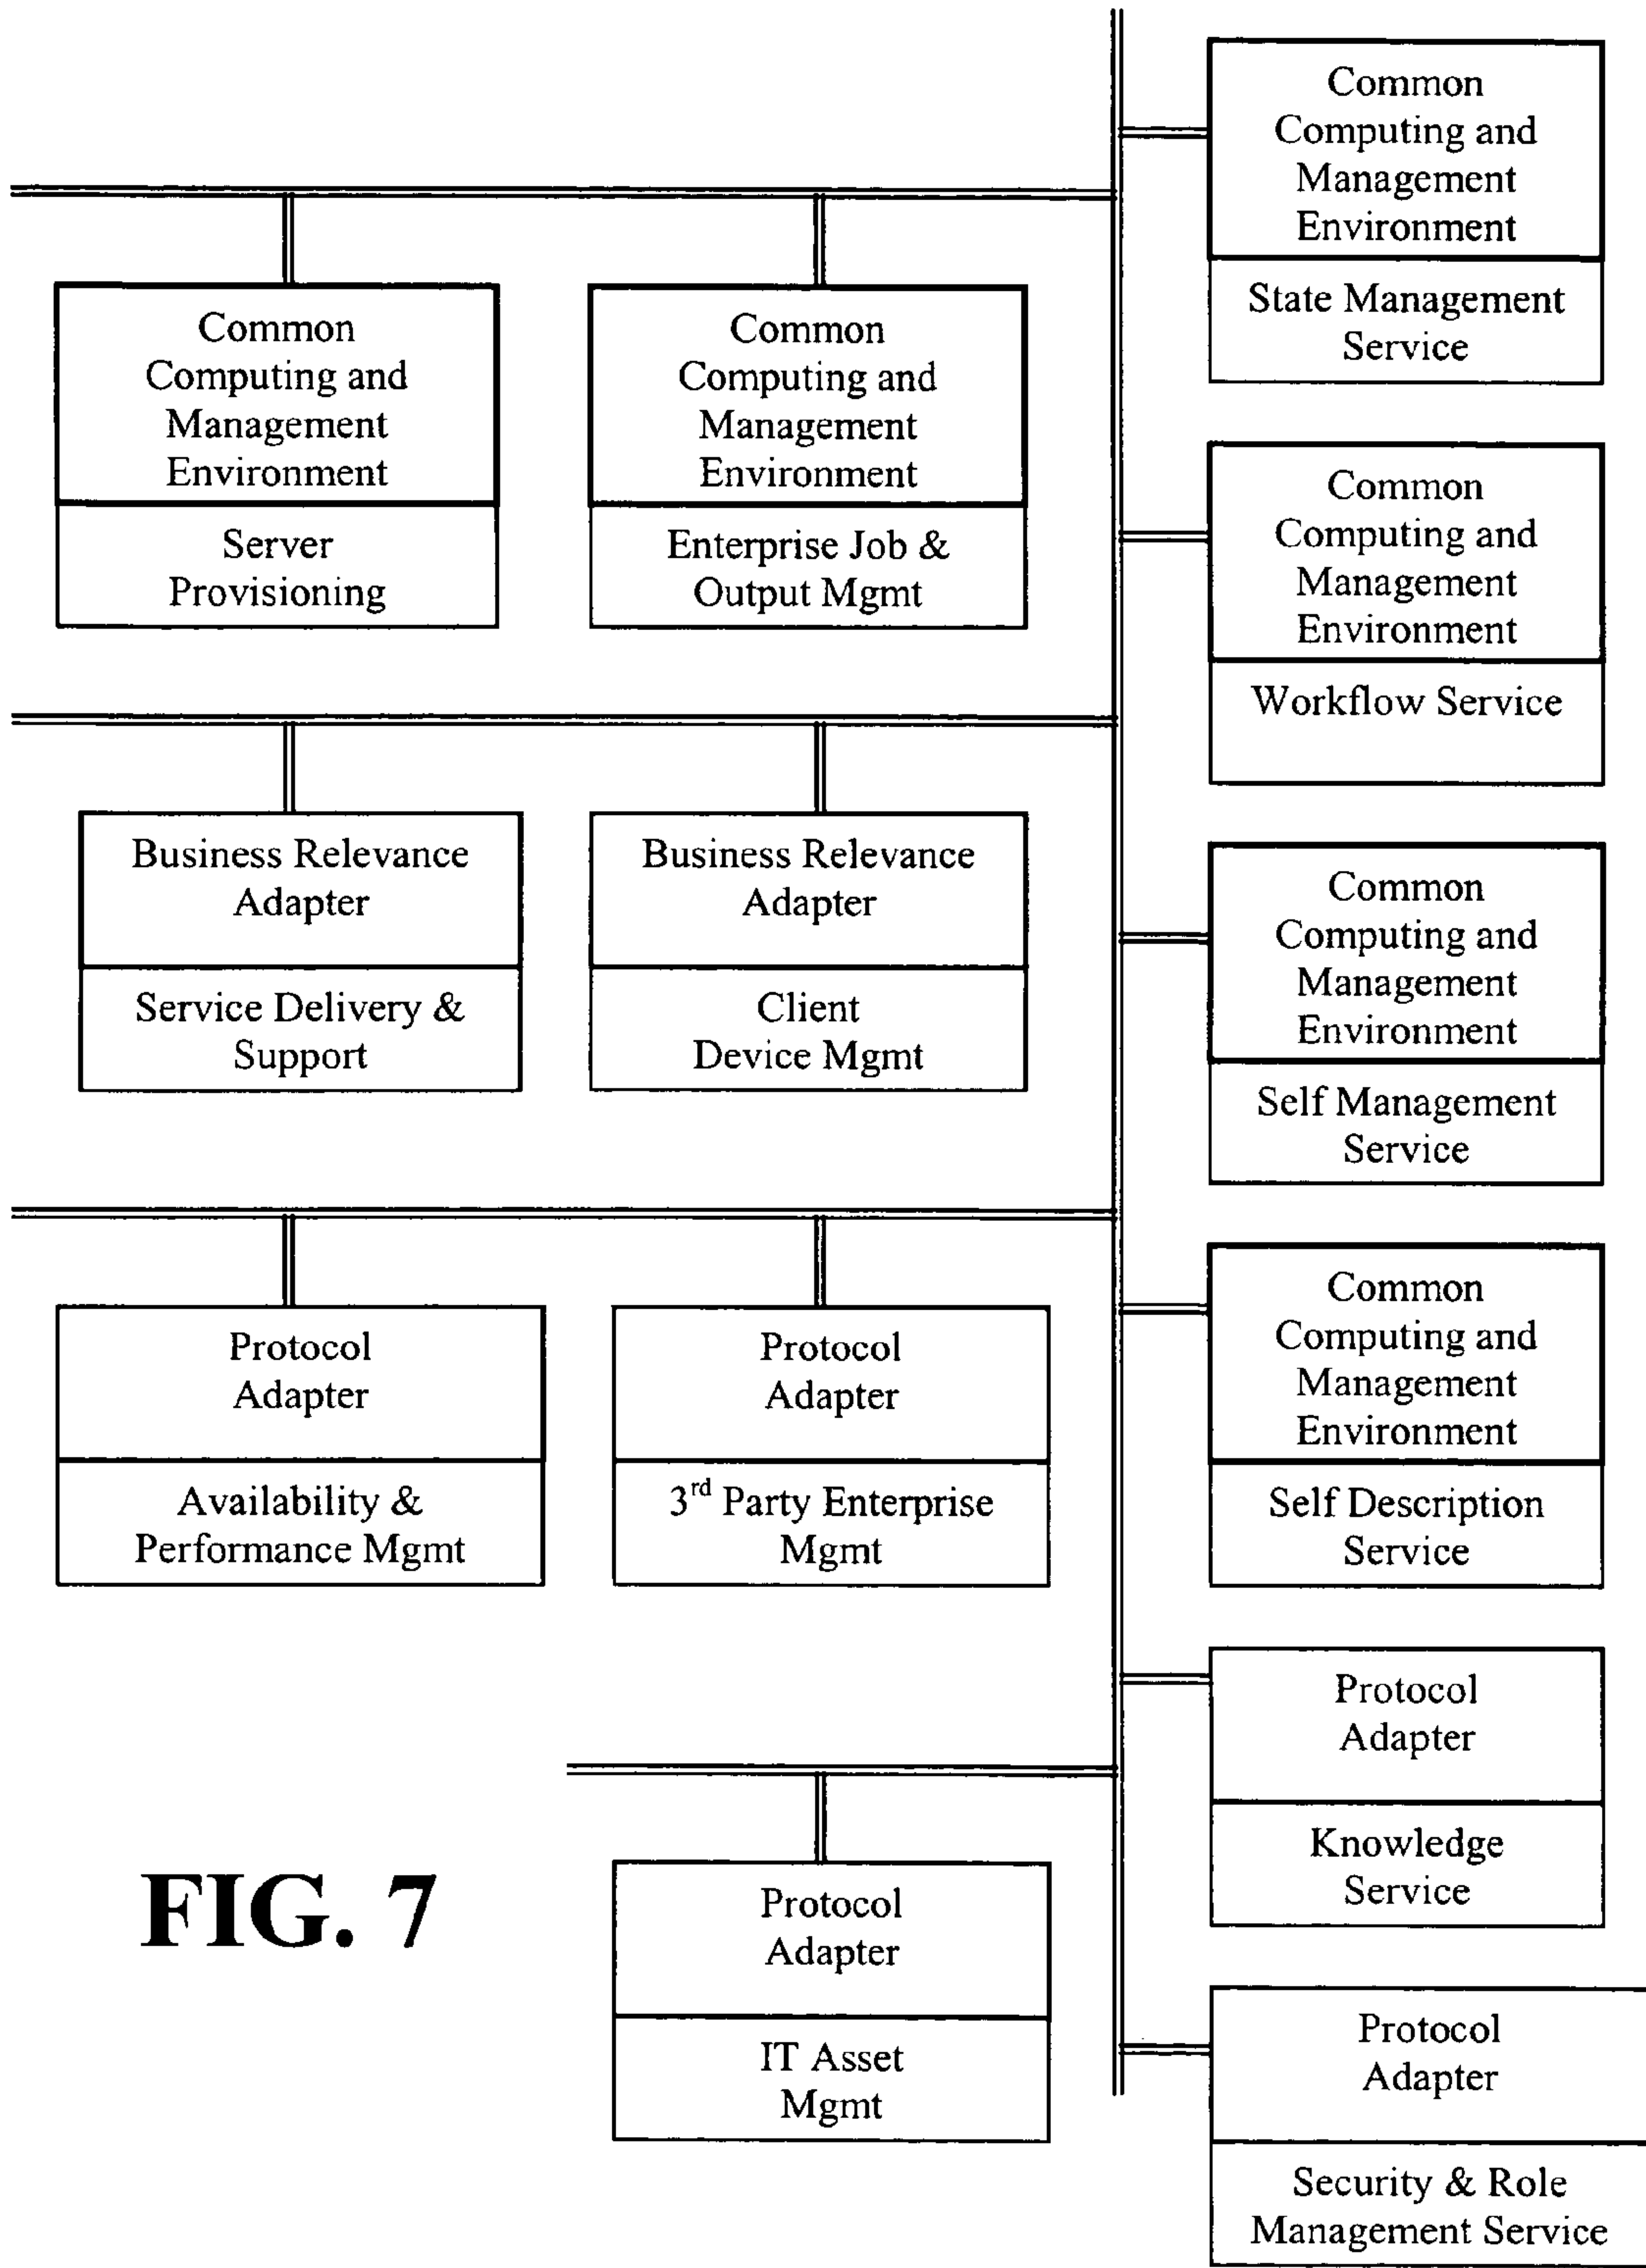 Common
Computing and
Management
Environment
State Management
Service
Common
Computing and
Management
Environment
Server
Provisioning
Common
Computing and
Management
Environment
Enterprise Job &
Output Mgmt
Common
Computing and
Management
Environment
Workflow Service
Business Relevance
Adapter
Service Delivery &
Support
Business Relevance
Adapter
Client
Device Mgmt
Common
Computing and
Management
Environment
Self Management
Service
Protocol
Adapter
Availability &
Performance Mgmt
Protocol
Adapter
3rd Party Enterprise
Mgmt
Common
Computing and
Management
Environment
Self Description
Service
Protocol
Adapter
Knowledge
Service
FIG. 7
Protocol
Adapter
IT Asset
Mgmt
Protocol
Adapter
Security & Role
Management Service